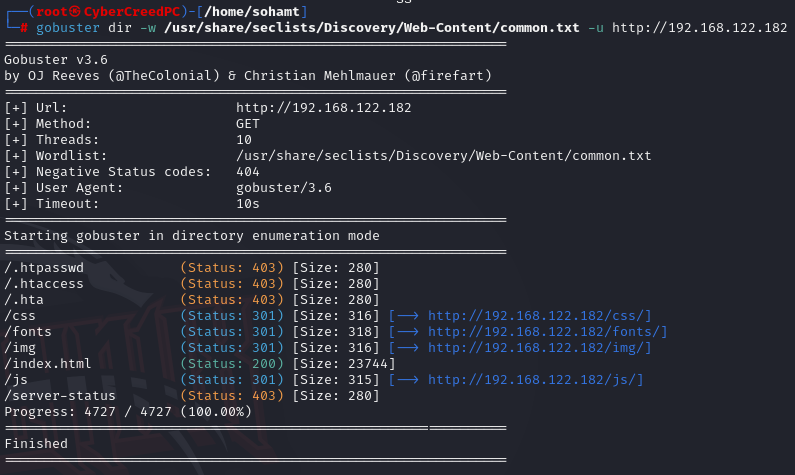 ┌──(root㉿CyberCreedPC)-[/home/sohamt]
└─# gobuster dir -w /usr/share/seclists/Discovery/Web-Content/common.txt -u http://192.168.122.182
===============================================================
Gobuster v3.6
by OJ Reeves (@TheColonial) & Christian Mehlmauer (@firefart)
===============================================================
[+] Url:                     http://192.168.122.182
[+] Method:                  GET
[+] Threads:                 10
[+] Wordlist:                /usr/share/seclists/Discovery/Web-Content/common.txt
[+] Negative Status codes:   404
[+] User Agent:              gobuster/3.6
[+] Timeout:                 10s
===============================================================
Starting gobuster in directory enumeration mode
===============================================================
/.htpasswd            (Status: 403) [Size: 280]
/.htaccess            (Status: 403) [Size: 280]
/.hta                 (Status: 403) [Size: 280]
/css                  (Status: 301) [Size: 316] [--> http://192.168.122.182/css/]
/fonts                (Status: 301) [Size: 318] [--> http://192.168.122.182/fonts/]
/img                  (Status: 301) [Size: 316] [--> http://192.168.122.182/img/]
/index.html           (Status: 200) [Size: 23744]
/js                   (Status: 301) [Size: 315] [--> http://192.168.122.182/js/]
/server-status        (Status: 403) [Size: 280]
Progress: 4727 / 4727 (100.00%)
===============================================================
Finished
===============================================================